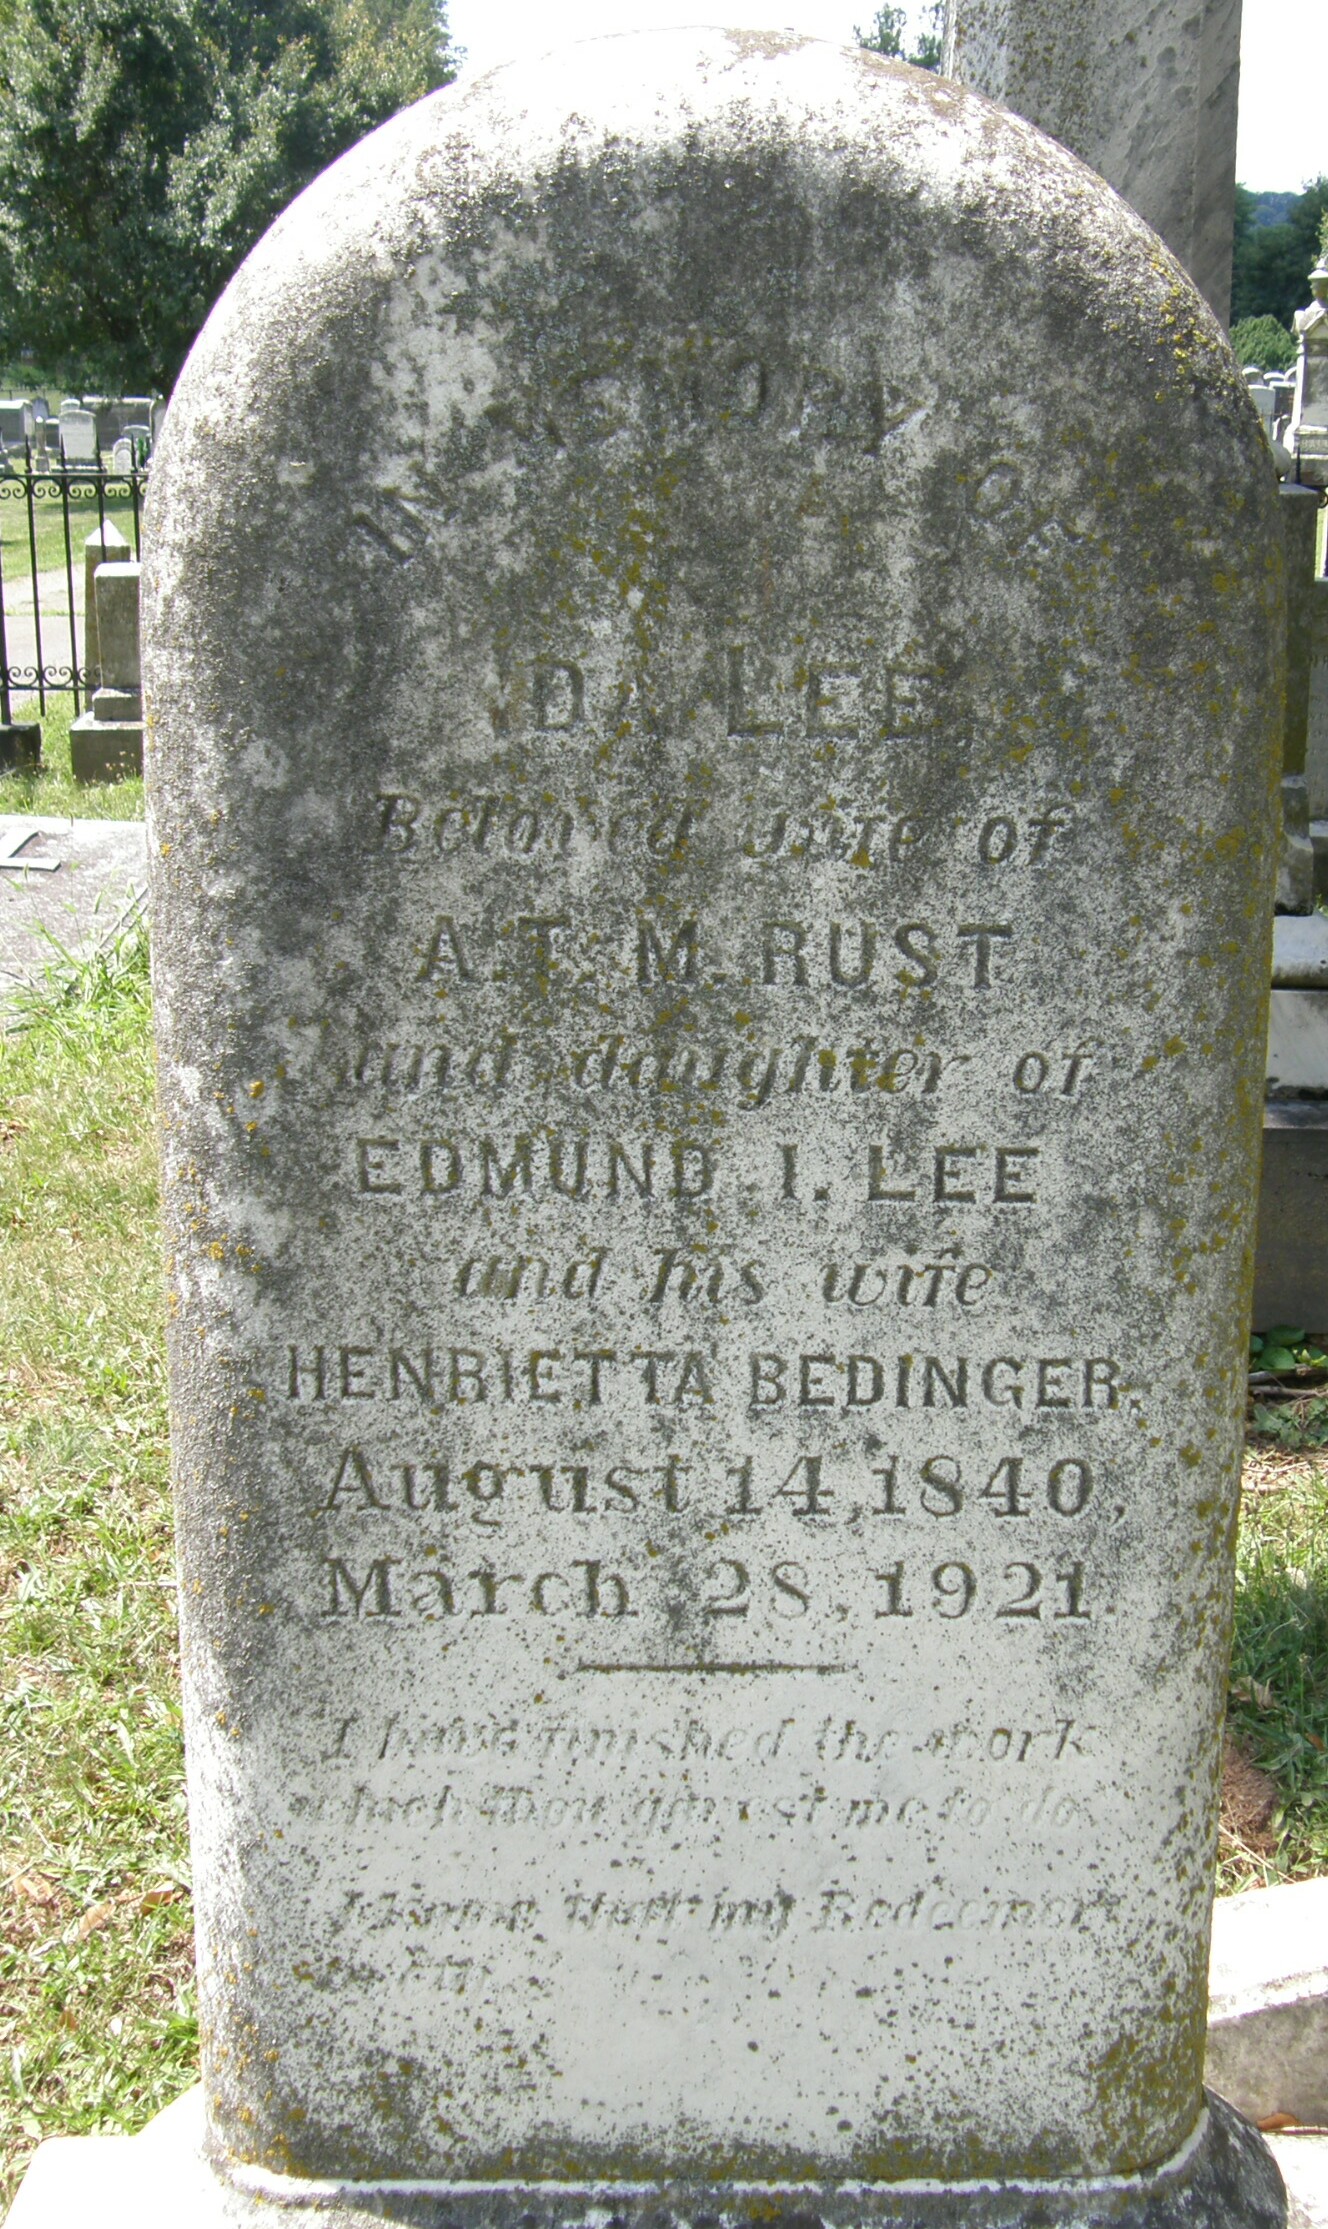 IN MEMORY OF
IDA LEE,
Beloved wife of
A. T. M. RUST
and daughter of
EDMUND I. LEE
and his wife
HENRIETTA BEDINGER.
August 14, 1840,
March 28, 1921.
I have finished the work
which Thou gavest me to do
I know that my Redeemer